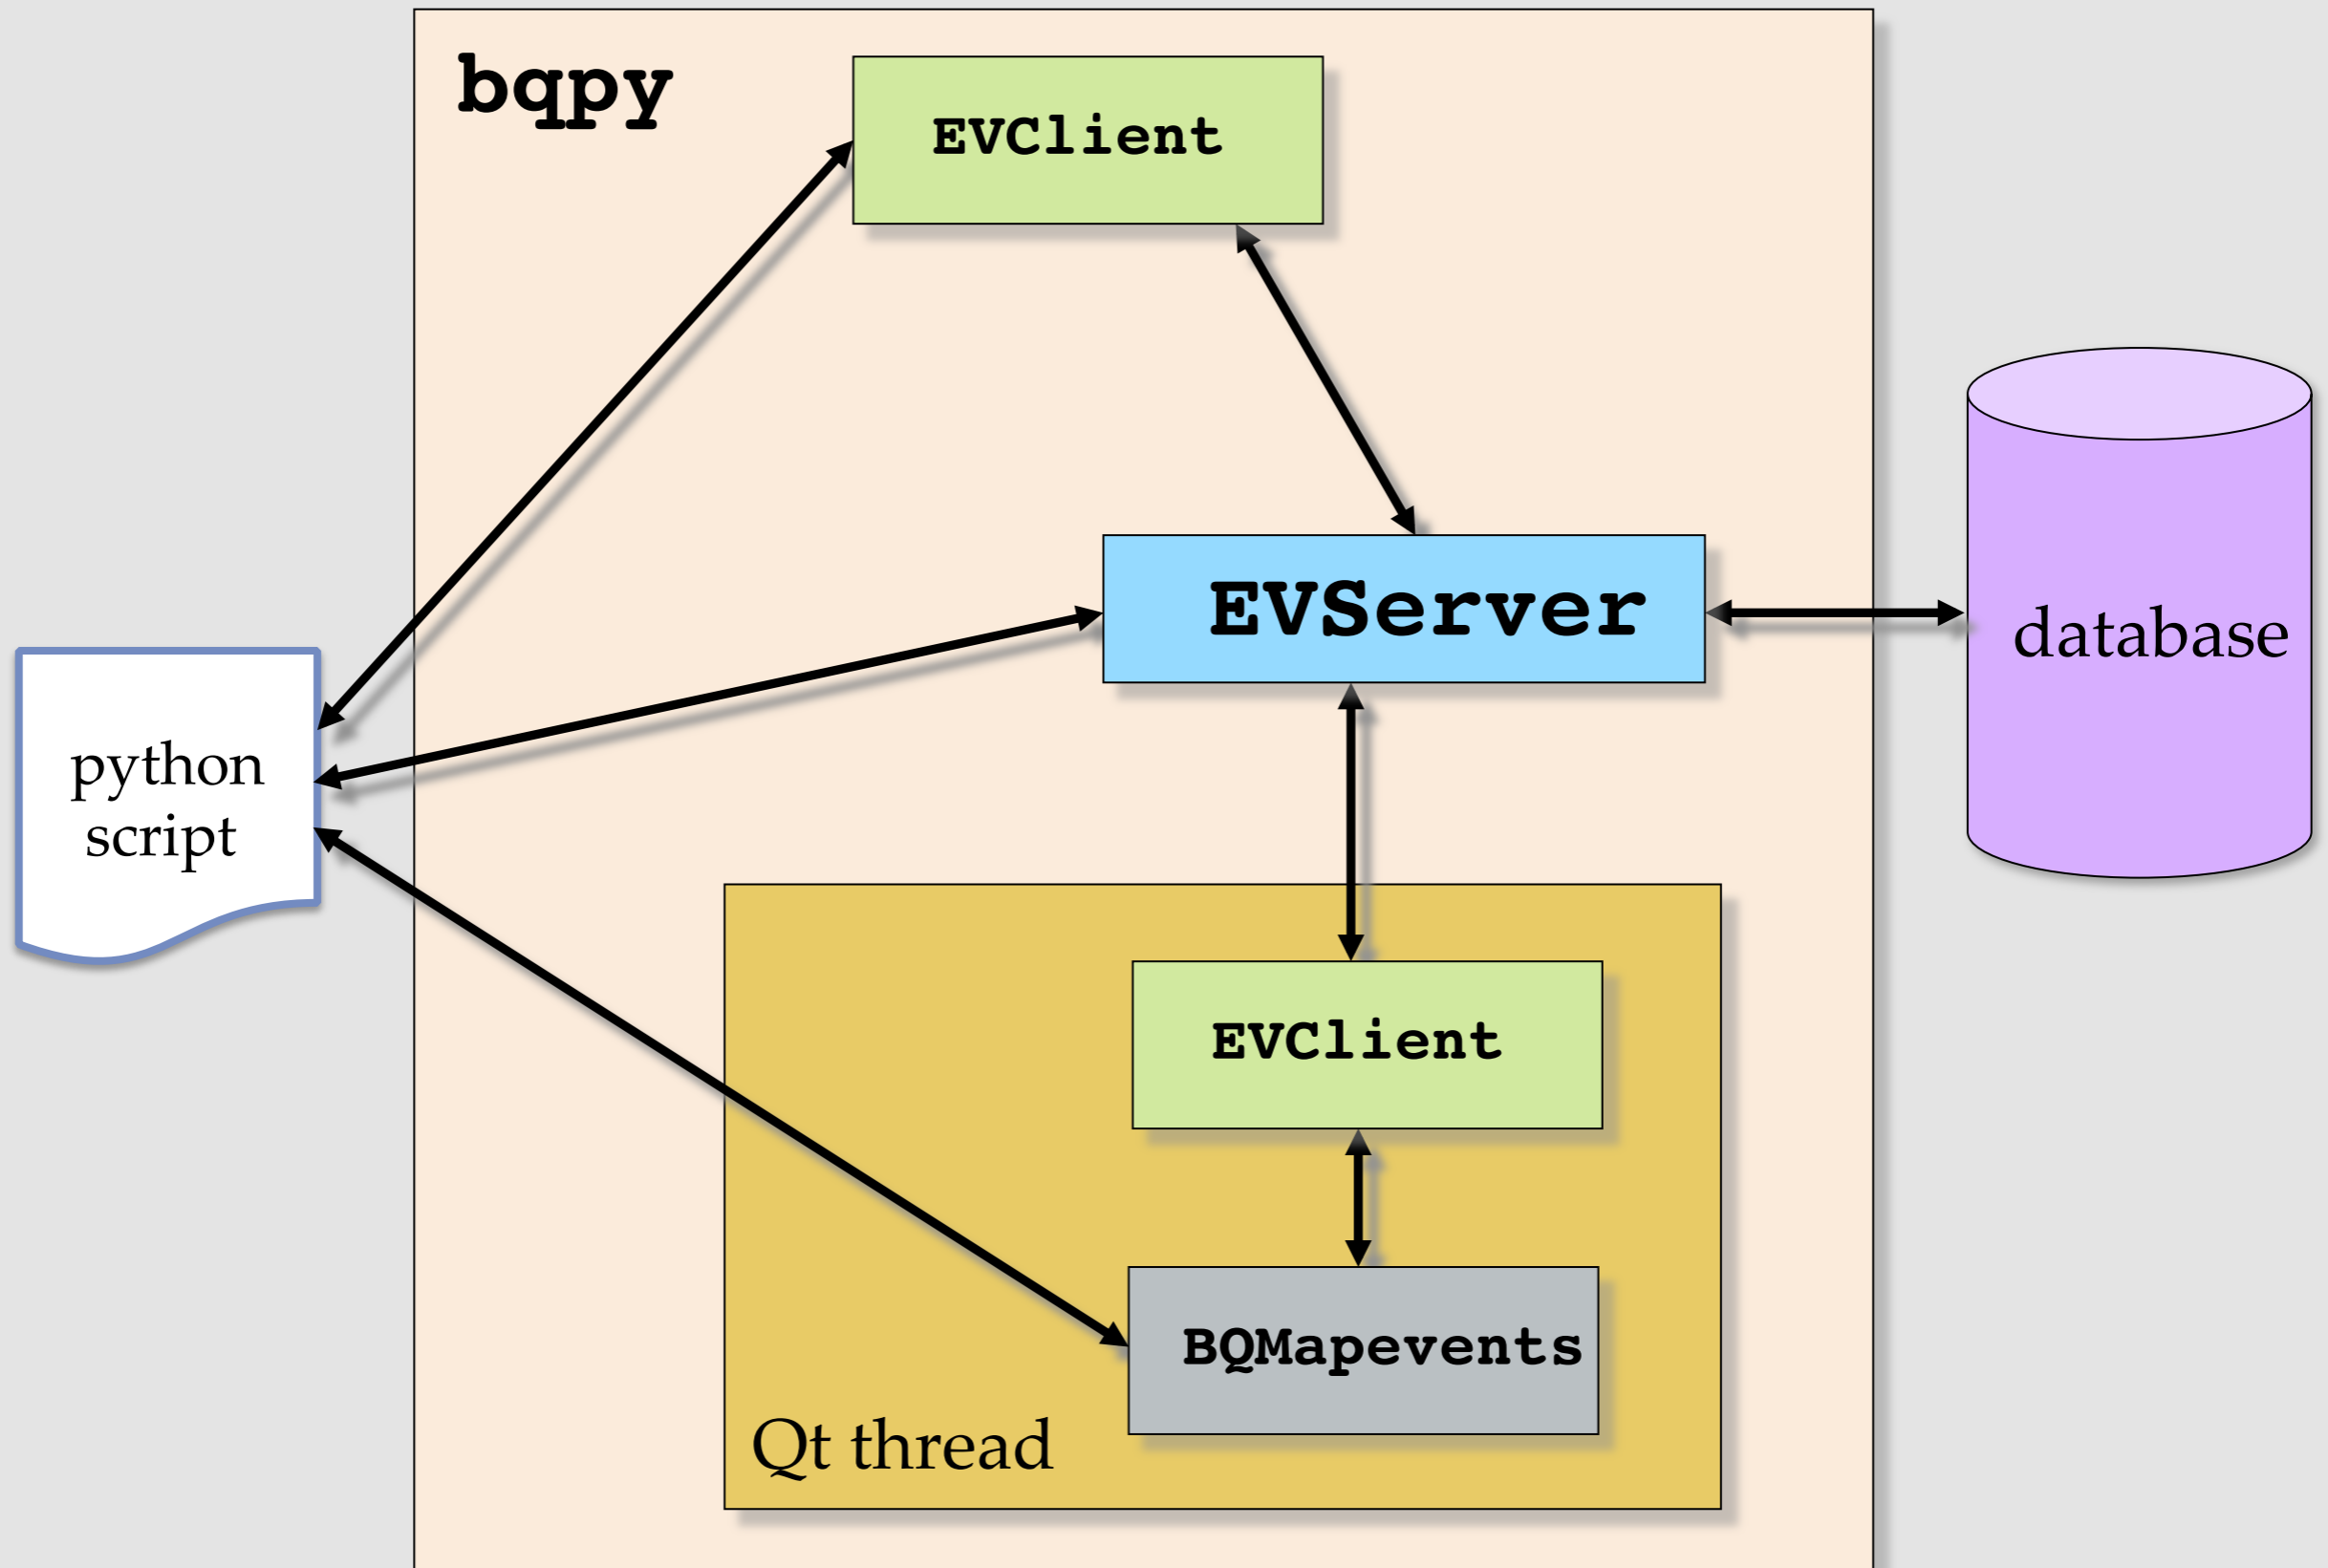 bqpy
EVClient
EVServer
database
python
script
EVClient
BQMapevents
Qt thread